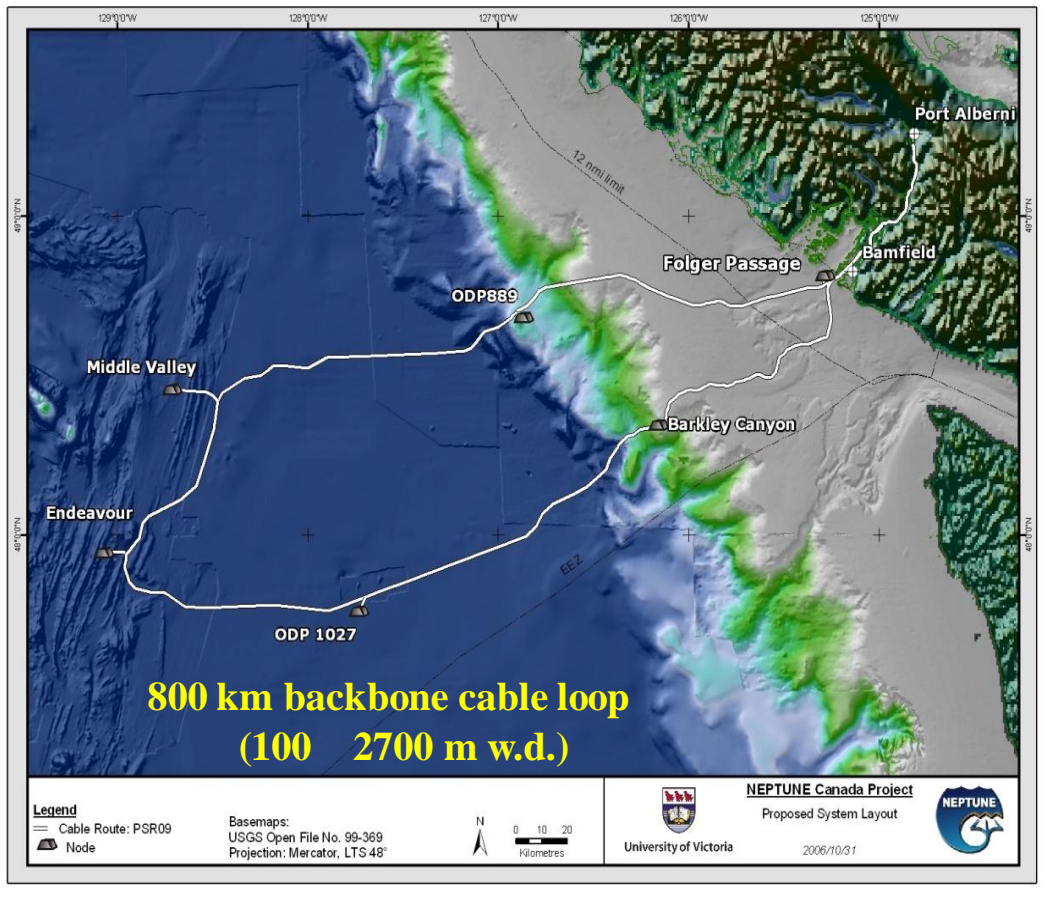 129°0'0"W 128°0'0"W 127°0'0"W 126°0'0"W 125°0'0"W
Port Alberni
12 nmi limit
49°0'0"N 49°0'0"N
Bamfield
Folger Passage
ODP889
Middle Valley
Barkley Canyon
Endeavour
48°0'0"N 48°0'0"N
EEZ
ODP 1027
800 km backbone cable loop
(100 2700 m w.d.)
Legend
Cable Route: PSR09
Node
Basemaps:
USGS Open File No. 99-369
Projection: Mercator, LTS 48°
N
0 10 20
Kilometres
University of Victoria
NEPTUNE Canada Project
Proposed System Layout
2006/10/31
NEPTUNE